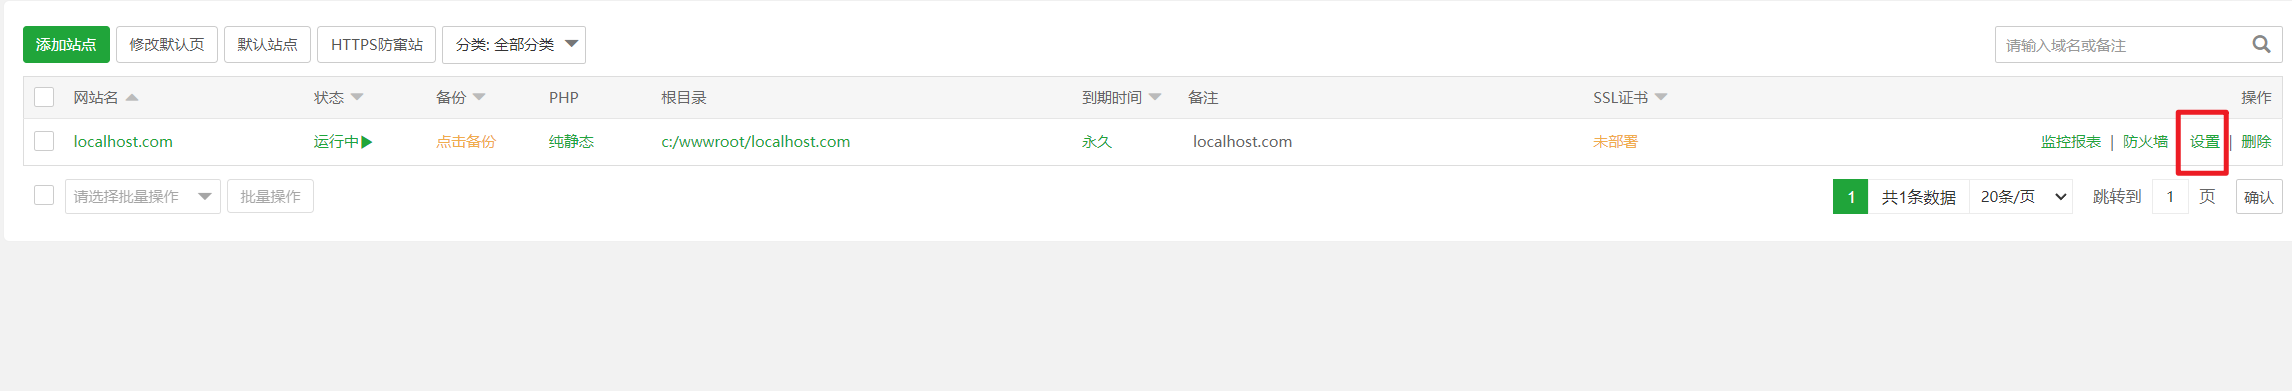 添加站点 修改默认页 默认站点 HTTPS防窜站 分类: 全部分类 请输入域名或备注
网站名 状态 备份 PHP 根目录 到期时间 备注 SSL证书 操作
localhost.com 运行中 点击备份 纯静态 c:/wwwroot/localhost.com 永久 localhost.com 未部署 监控报表 | 防火墙 设置 | 删除
请选择批量操作 批量操作 1 共1条数据 20条/页 跳转到 1 页 确认